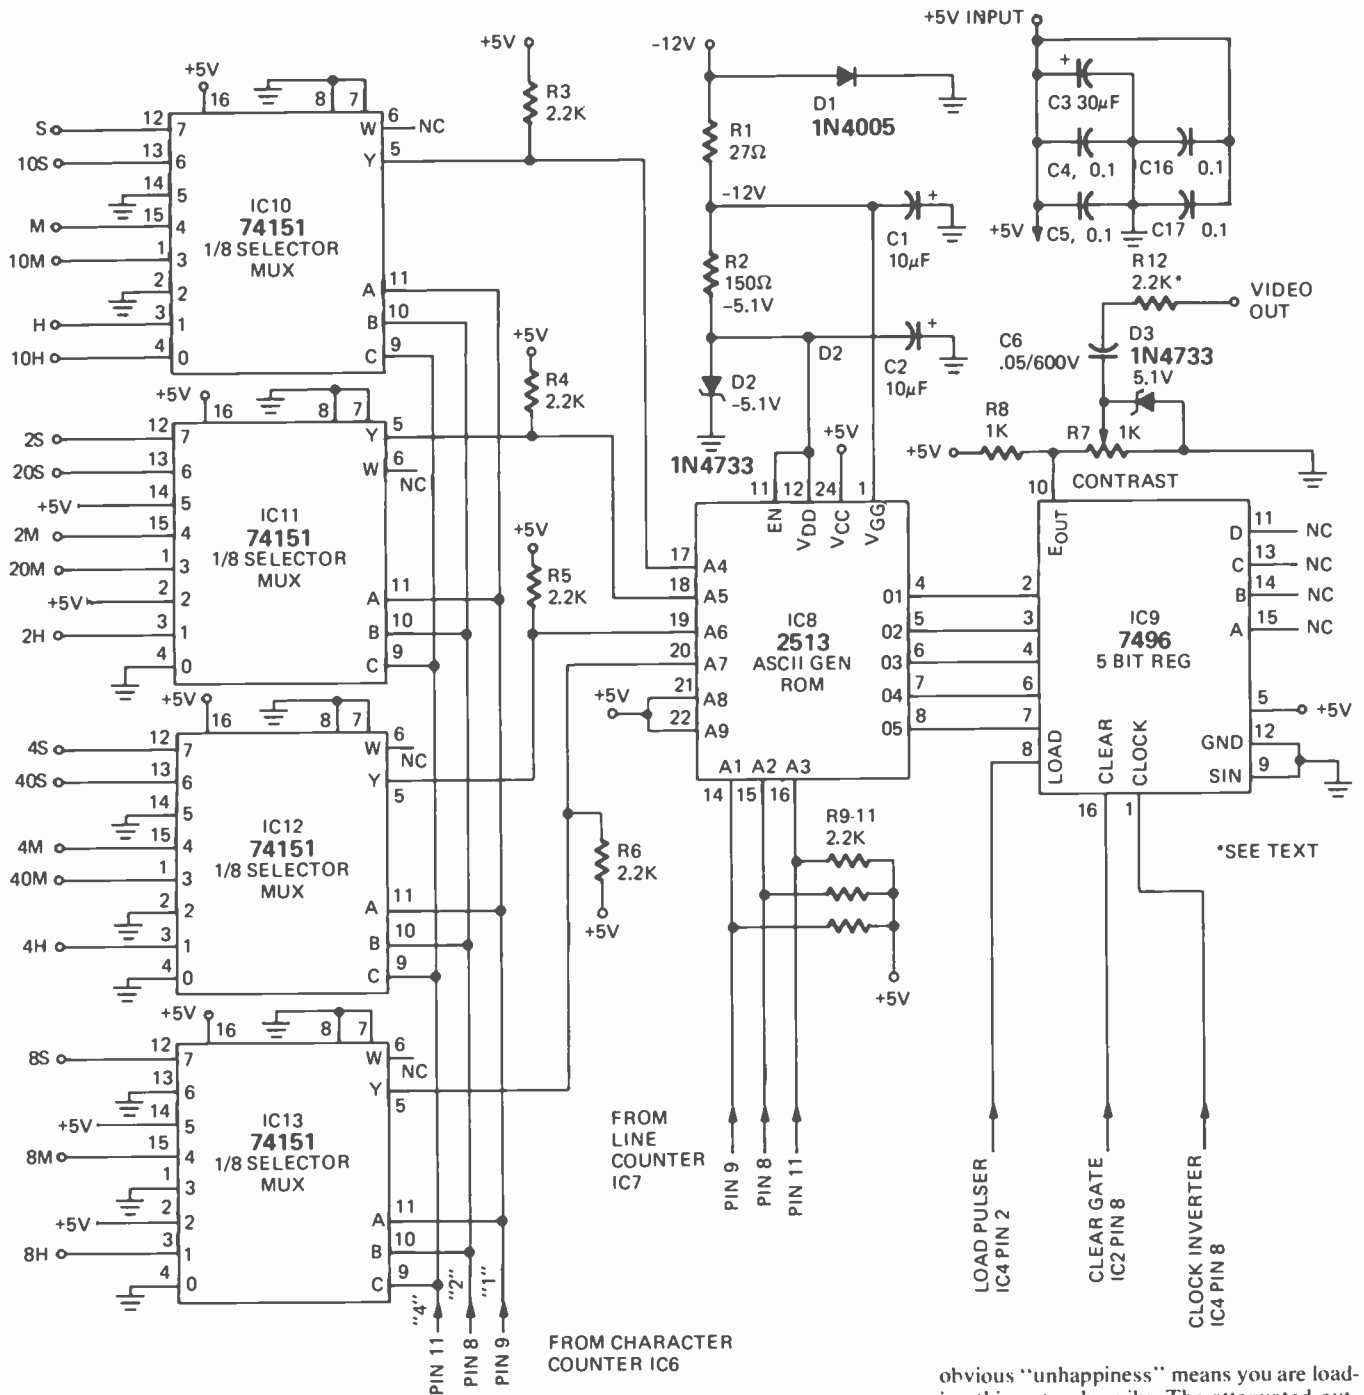 +5V
16
8
7
S
12
7
10S
13
6
14
5
M
15
4
10M
1
3
2
2
H
3
1
10H
4
0
IC10
74151
1/8 SELECTOR
MUX
W
6
NC
Y
5
A
11
B
10
C
9
+5V
R3
2.2K
+5V
16
8
7
2S
12
7
20S
13
6
+5V
14
5
2M
15
4
20M
1
3
+5V
2
2
2H
3
1
4
0
IC11
74151
1/8 SELECTOR
MUX
Y
5
W
6
NC
A
11
B
10
C
9
+5V
R4
2.2K
+5V
16
8
7
4S
12
7
40S
13
6
14
5
4M
15
4
40M
1
3
2
2
4H
3
1
4
0
IC12
74151
1/8 SELECTOR
MUX
W
6
NC
Y
5
A
11
B
10
C
9
+5V
R5
2.2K
+5V
16
8
7
8S
12
7
13
6
+5V
14
5
8M
15
4
1
3
+5V
2
2
8H
3
1
4
0
IC13
74151
1/8 SELECTOR
MUX
W
6
NC
Y
5
A
11
B
10
C
9
R6
2.2K
+5V
"4"
"2"
"1"
PIN 11
PIN 8
PIN 9
FROM CHARACTER
COUNTER IC6
-12V
D1
1N4005
R1
27Ω
-12V
C1
10µF
+
R2
150Ω
-5.1V
D2
C2
10µF
+
D2
-5.1V
1N4733
+5V
11
12
24
1
EN
VDD
VCC
VGG
17
A4
18
A5
19
A6
20
A7
21
A8
22
A9
+5V
IC8
2513
ASCII GEN
ROM
01
4
02
5
03
6
04
7
05
8
A1
A2
A3
14
15
16
R9-11
2.2K
+5V
FROM
LINE
COUNTER
IC7
PIN 9
PIN 8
PIN 11
+5V INPUT
+
C3 30µF
C4, 0.1
C16
0.1
C5, 0.1
C17
0.1
+5V
R12
2.2K*
VIDEO
OUT
C6
.05/600V
D3
1N4733
5.1V
R8
1K
+5V
R7
1K
CONTRAST
10
EOUT
2
3
4
6
7
8
LOAD
CLEAR
CLOCK
16
1
IC9
7496
5 BIT REG
D
11
NC
C
13
NC
B
14
NC
A
15
NC
5
+5V
GND
12
SIN
9
*SEE TEXT
LOAD PULSER
IC4 PIN 2
CLEAR GATE
IC2 PIN 8
CLOCK INVERTER
IC4 PIN 8
obvious "unhappiness" means you are load-